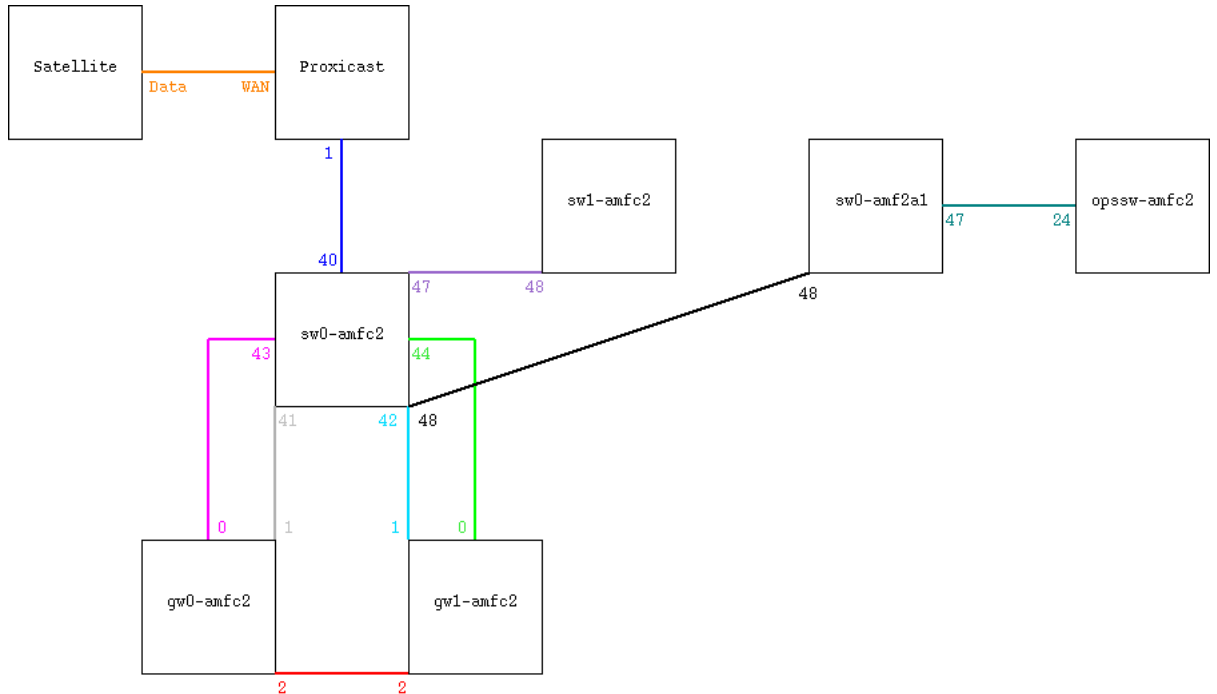 Satellite
Proxicast
Data
WAN
1
sw1-amfc2
sw0-amf2a1
opssw-amfc2
47
24
40
47
48
48
sw0-amfc2
43
44
41
42
48
0
1
1
0
gw0-amfc2
gw1-amfc2
2
2